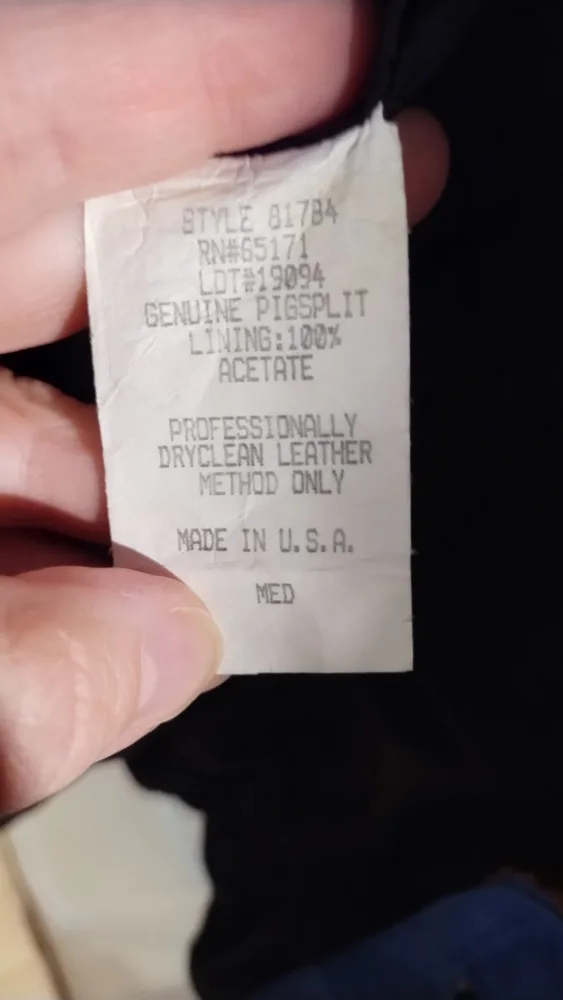 STYLE 81784
RN#65171
LOT#19094
GENUINE PIGSPLIT
LINING:100%
ACETATE
PROFESSIONALLY
DRYCLEAN LEATHER
METHOD ONLY
MADE IN U.S.A.
MED